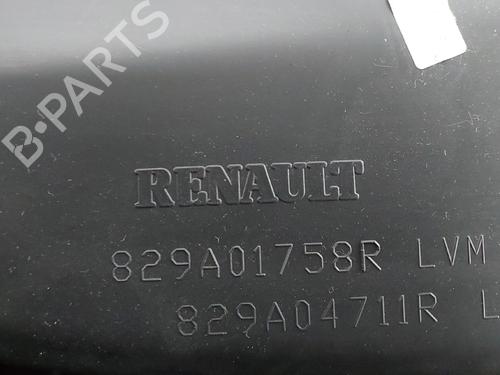 B-PARTS
RENAULT
829A01758R LVM
829A04711R L